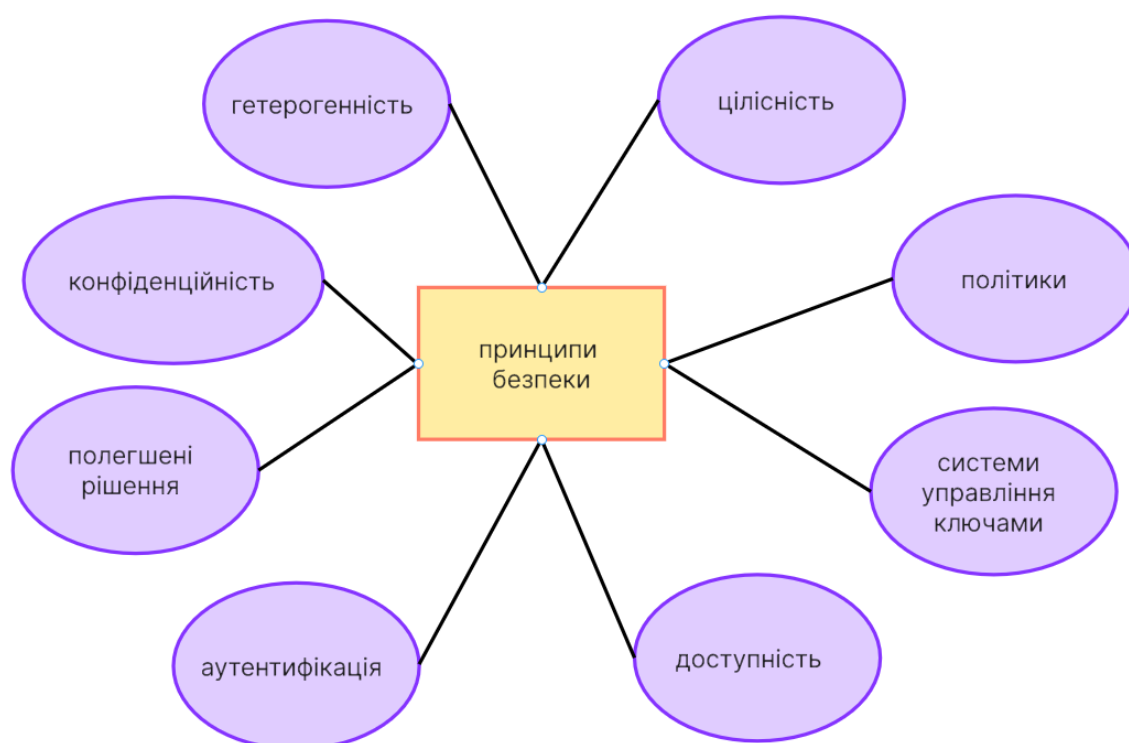 гетерогенність
цілісність
конфіденційність
політики
принципи
безпеки
полегшені
рішення
системи
управління
ключами
аутентифікація
доступність